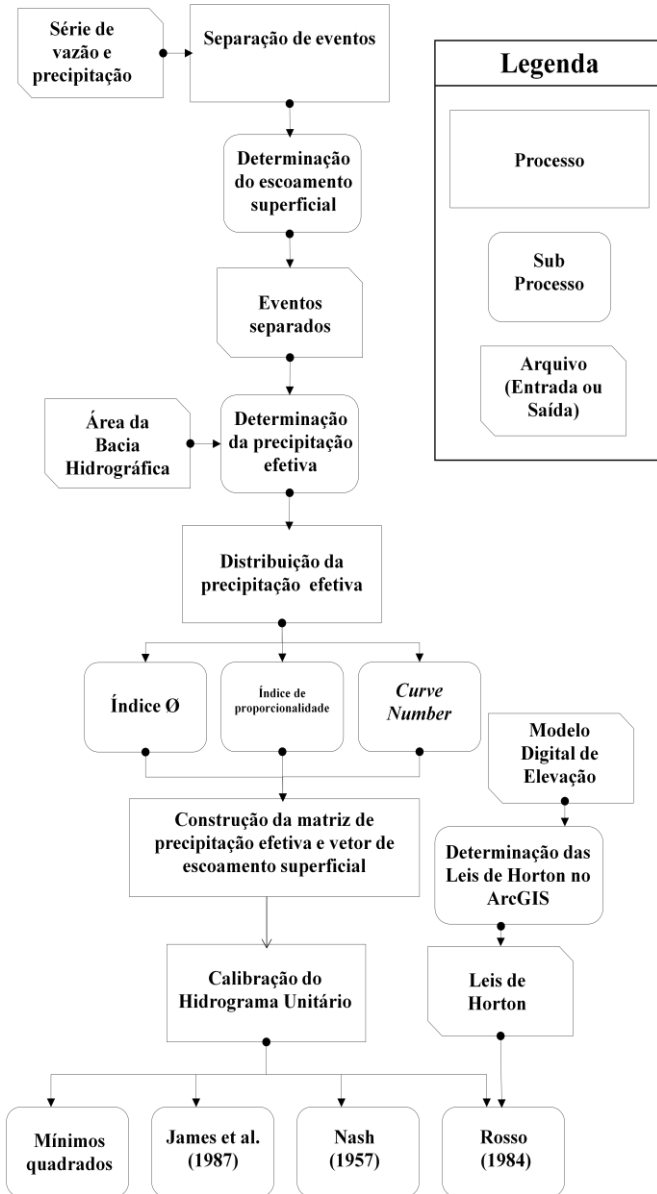 Série de
vazão e
precipitação
Separação de eventos
Legenda
Processo
Sub
Processo
Arquivo
(Entrada ou
Saída)
Determinação
do escoamento
superficial
Eventos
separados
Área da
Bacia
Hidrográfica
Determinação
da precipitação
efetiva
Distribuição da
precipitação efetiva
Índice Ø
Índice de
proporcionalidade
Curve
Number
Modelo
Digital de
Elevação
Construção da matriz de
precipitação efetiva e vetor de
escoamento superficial
Determinação das
Leis de Horton no
ArcGIS
Calibração do
Hidrograma Unitário
Leis de
Horton
Mínimos
quadrados
James et al.
(1987)
Nash
(1957)
Rosso
(1984)